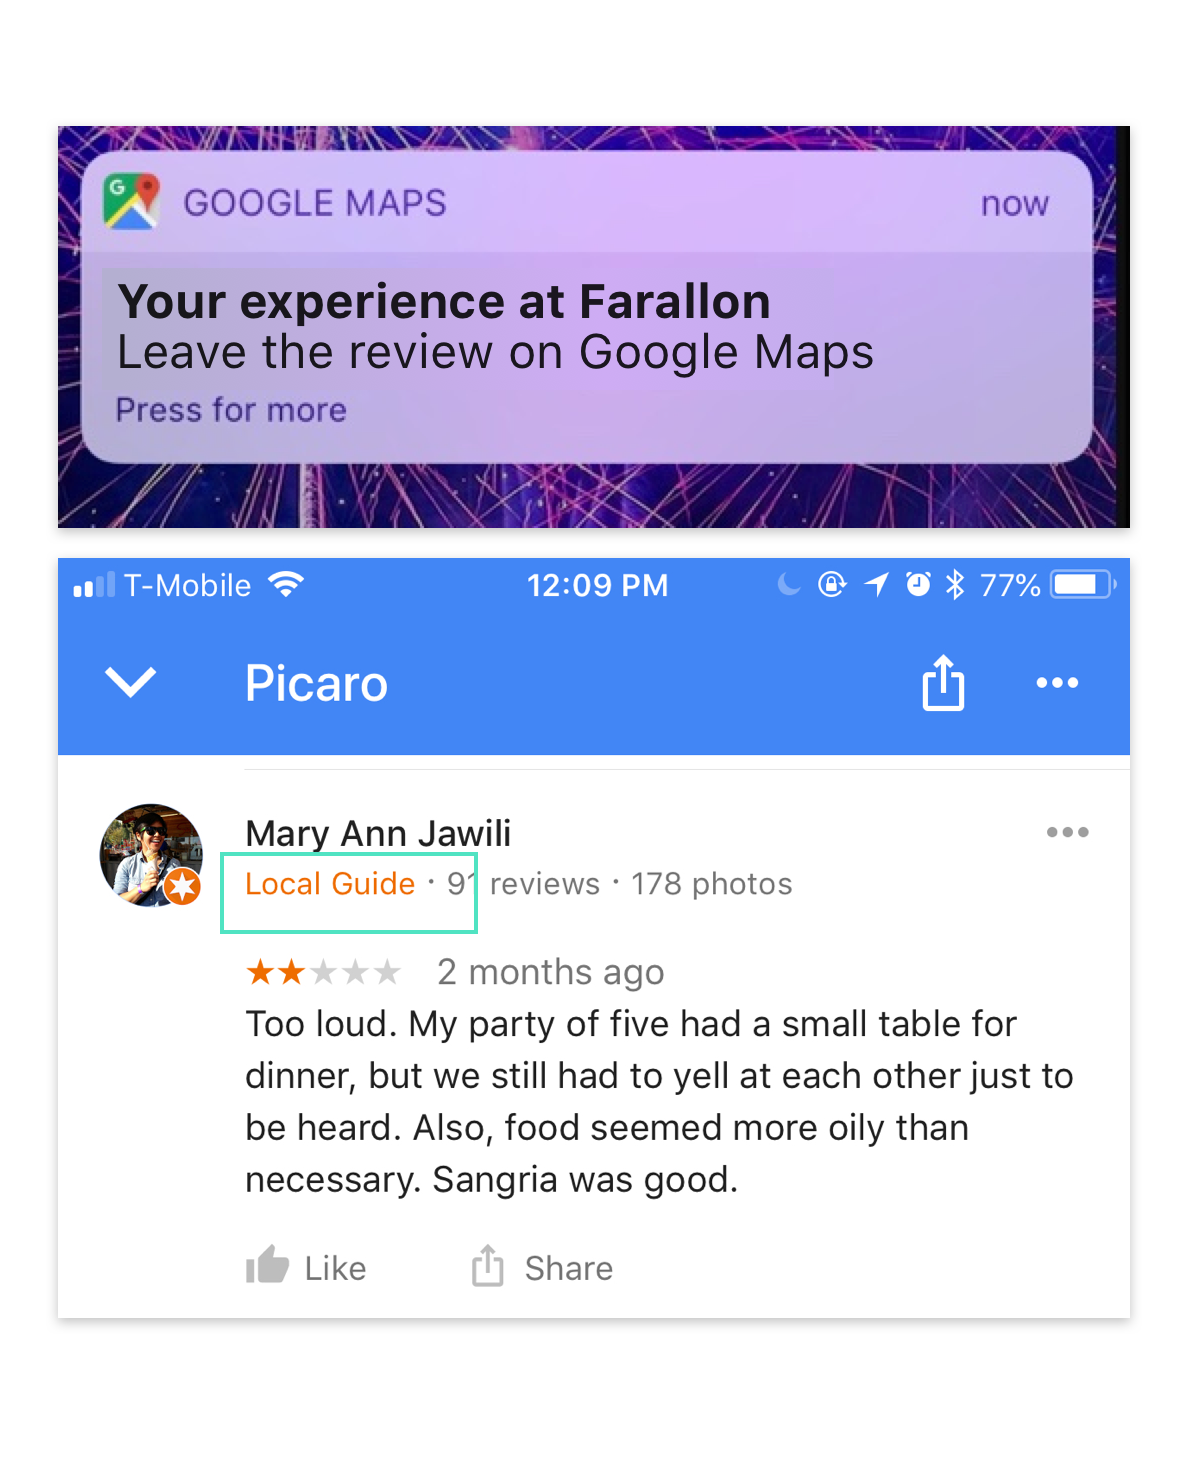 GOOGLE MAPS now
Your experience at Farallon
Leave the review on Google Maps
Press for more
T-Mobile 12:09 PM 77%
Picaro
Mary Ann Jawili
Local Guide · 91 reviews · 178 photos
2 months ago
Too loud. My party of five had a small table for
dinner, but we still had to yell at each other just to
be heard. Also, food seemed more oily than
necessary. Sangria was good.
Like Share